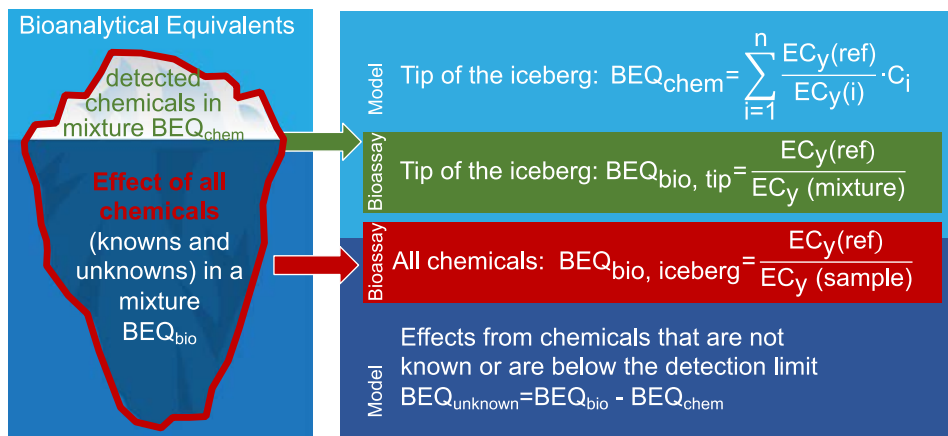 Bioanalytical Equivalents
detected
chemicals in
mixture BEQchem
Effect of all
chemicals
(knowns and
unknowns) in a
mixture
BEQbio
Model
Tip of the iceberg: BEQchem = n ∑ i=1 ECy(ref) / ECy(i) · Ci
Bioassay
Tip of the iceberg: BEQbio, tip = ECy(ref) / ECy (mixture)
Bioassay
All chemicals: BEQbio, iceberg = ECy(ref) / ECy (sample)
Model
Effects from chemicals that are not
known or are below the detection limit
BEQunknown=BEQbio - BEQchem